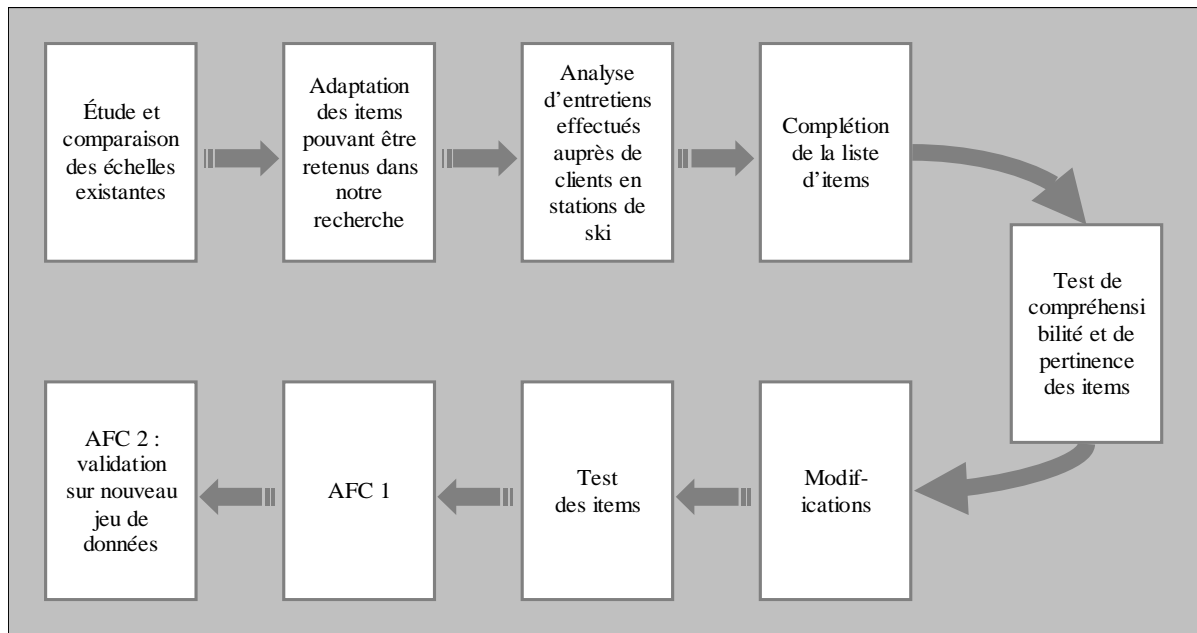 Étude et
comparaison
des échelles
existantes
Adaptation
des items
pouvant être
retenus dans
notre
recherche
Analyse
d’entretiens
effectués
auprès de
clients en
stations de
ski
Complétion
de la liste
d’items
Test de
compréhensi
bilité et de
pertinence
des items
Modif-
ications
Test
des items
AFC 1
AFC 2 :
validation
sur nouveau
jeu de
données